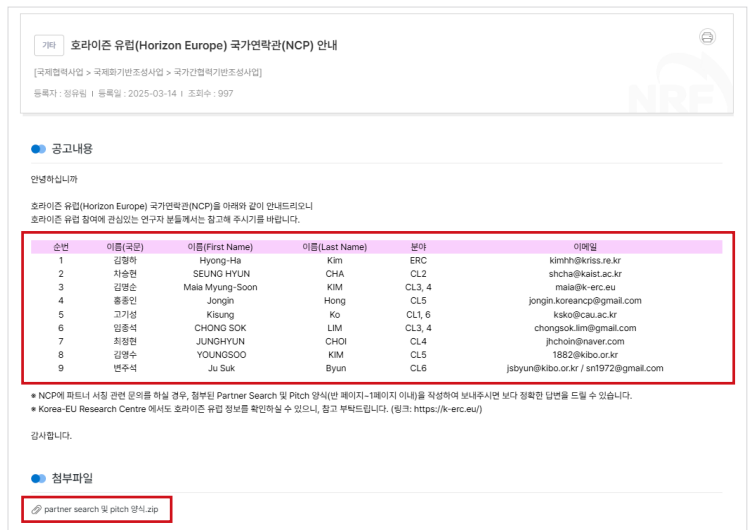 기타 호라이즌 유럽(Horizon Europe) 국가연락관(NCP) 안내
[국제협력사업 > 국제화기반조성사업 > 국가간협력기반조성사업]
등록자 : 정유림 | 등록일 : 2025-03-14 | 조회수 : 997
NRF
공고내용
안녕하십니까
호라이즌 유럽(Horizon Europe) 국가연락관(NCP)을 아래와 같이 안내드리오니
호라이즌 유럽 참여에 관심있는 연구자 분들께서는 참고해 주시기를 바랍니다.
순번 이름(국문) 이름(First Name) 이름(Last Name) 분야 이메일
1 김형하 Hyong-Ha Kim ERC kimhh@kriss.re.kr
2 차승현 SEUNG HYUN CHA CL2 shcha@kaist.ac.kr
3 김명순 Maia Myung-Soon KIM CL3, 4 maia@k-erc.eu
4 홍종인 Jongin Hong CL5 jongin.koreancp@gmail.com
5 고기성 Kisung Ko CL1, 6 ksko@cau.ac.kr
6 임종석 CHONG SOK LIM CL3, 4 chongsok.lim@gmail.com
7 최정현 JUNGHYUN CHOI CL4 jhchoin@naver.com
8 김영수 YOUNGSOO KIM CL5 1882@kibo.or.kr
9 변주석 Ju Suk Byun CL6 jsbyun@kibo.or.kr / sn1972@gmail.com
※ NCP에 파트너 서칭 관련 문의를 하실 경우, 첨부된 Partner Search 및 Pitch 양식(반 페이지~1페이지 이내)을 작성하여 보내주시면 보다 정확한 답변을 드릴 수 있습니다.
※ Korea-EU Research Centre 에서도 호라이즌 유럽 정보를 확인하실 수 있으니, 참고 부탁드립니다. (링크: https://k-erc.eu/)
감사합니다.
첨부파일
partner search 및 pitch 양식.zip